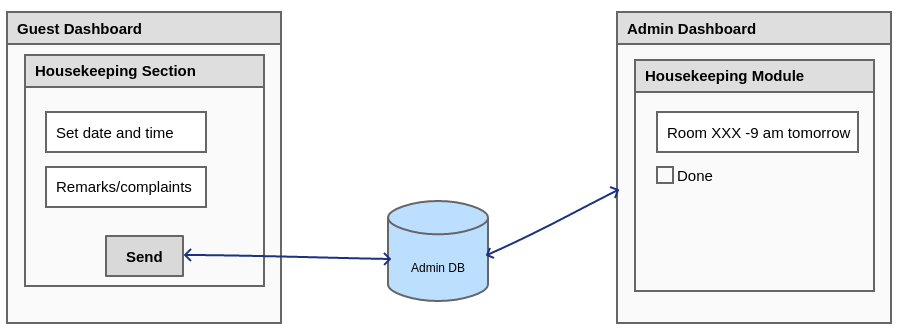 Guest Dashboard
Housekeeping Section
Set date and time
Remarks/complaints
Send
Admin DB
Admin Dashboard
Housekeeping Module
Room XXX -9 am tomorrow
Done